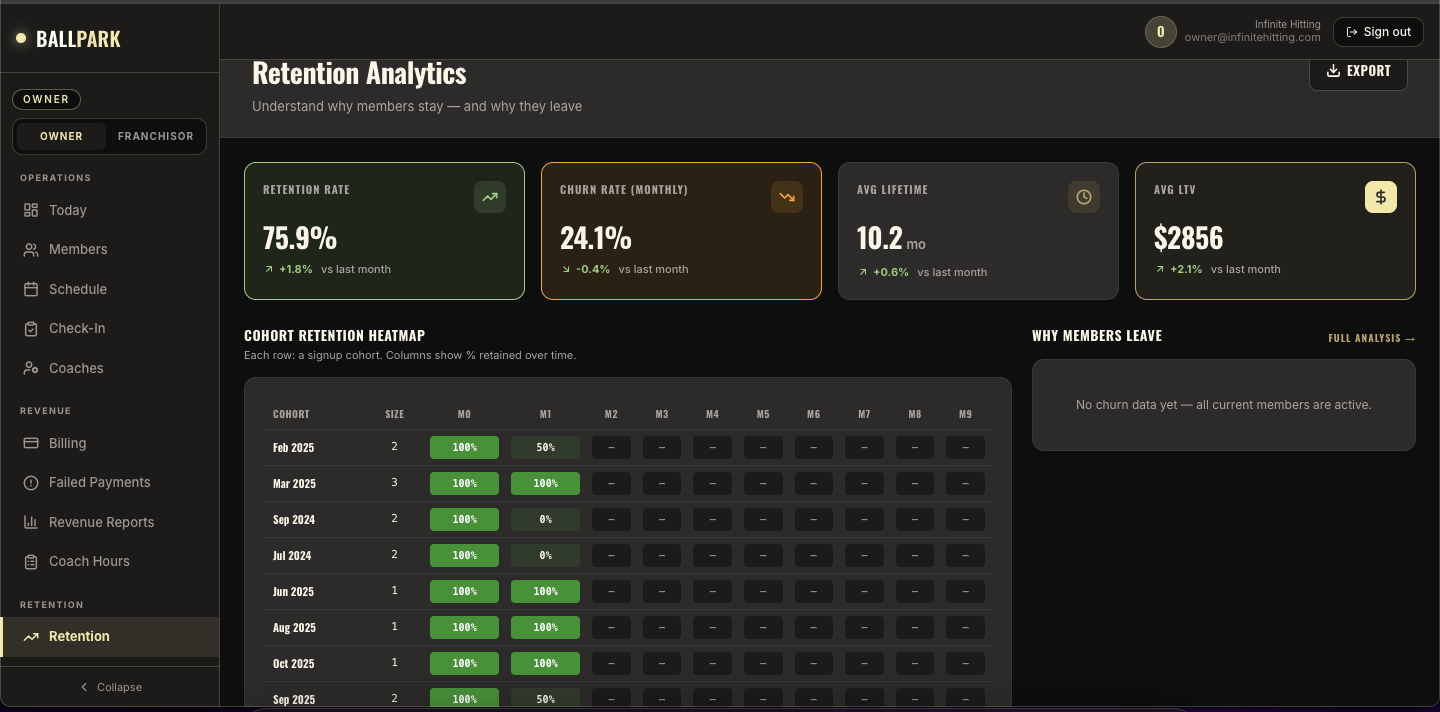 BALLPARK
0
Infinite Hitting
owner@infinitehitting.com
Sign out
OWNER
OWNER
FRANCHISOR
OPERATIONS
Today
Members
Schedule
Check-In
Coaches
REVENUE
Billing
Failed Payments
Revenue Reports
Coach Hours
RETENTION
Retention
Collapse
Retention Analytics
Understand why members stay — and why they leave
EXPORT
RETENTION RATE
75.9%
+1.8% vs last month
CHURN RATE (MONTHLY)
24.1%
-0.4% vs last month
AVG LIFETIME
10.2 mo
+0.6% vs last month
AVG LTV
$
$2856
+2.1% vs last month
COHORT RETENTION HEATMAP
Each row: a signup cohort. Columns show % retained over time.
COHORT SIZE M0 M1 M2 M3 M4 M5 M6 M7 M8 M9
Feb 2025 2 100% 50% — — — — — — — —
Mar 2025 3 100% 100% — — — — — — — —
Sep 2024 2 100% 0% — — — — — — — —
Jul 2024 2 100% 0% — — — — — — — —
Jun 2025 1 100% 100% — — — — — — — —
Aug 2025 1 100% 100% — — — — — — — —
Oct 2025 1 100% 100% — — — — — — — —
Sep 2025 2 100% 50% — — — — — — — —
WHY MEMBERS LEAVE
FULL ANALYSIS →
No churn data yet — all current members are active.